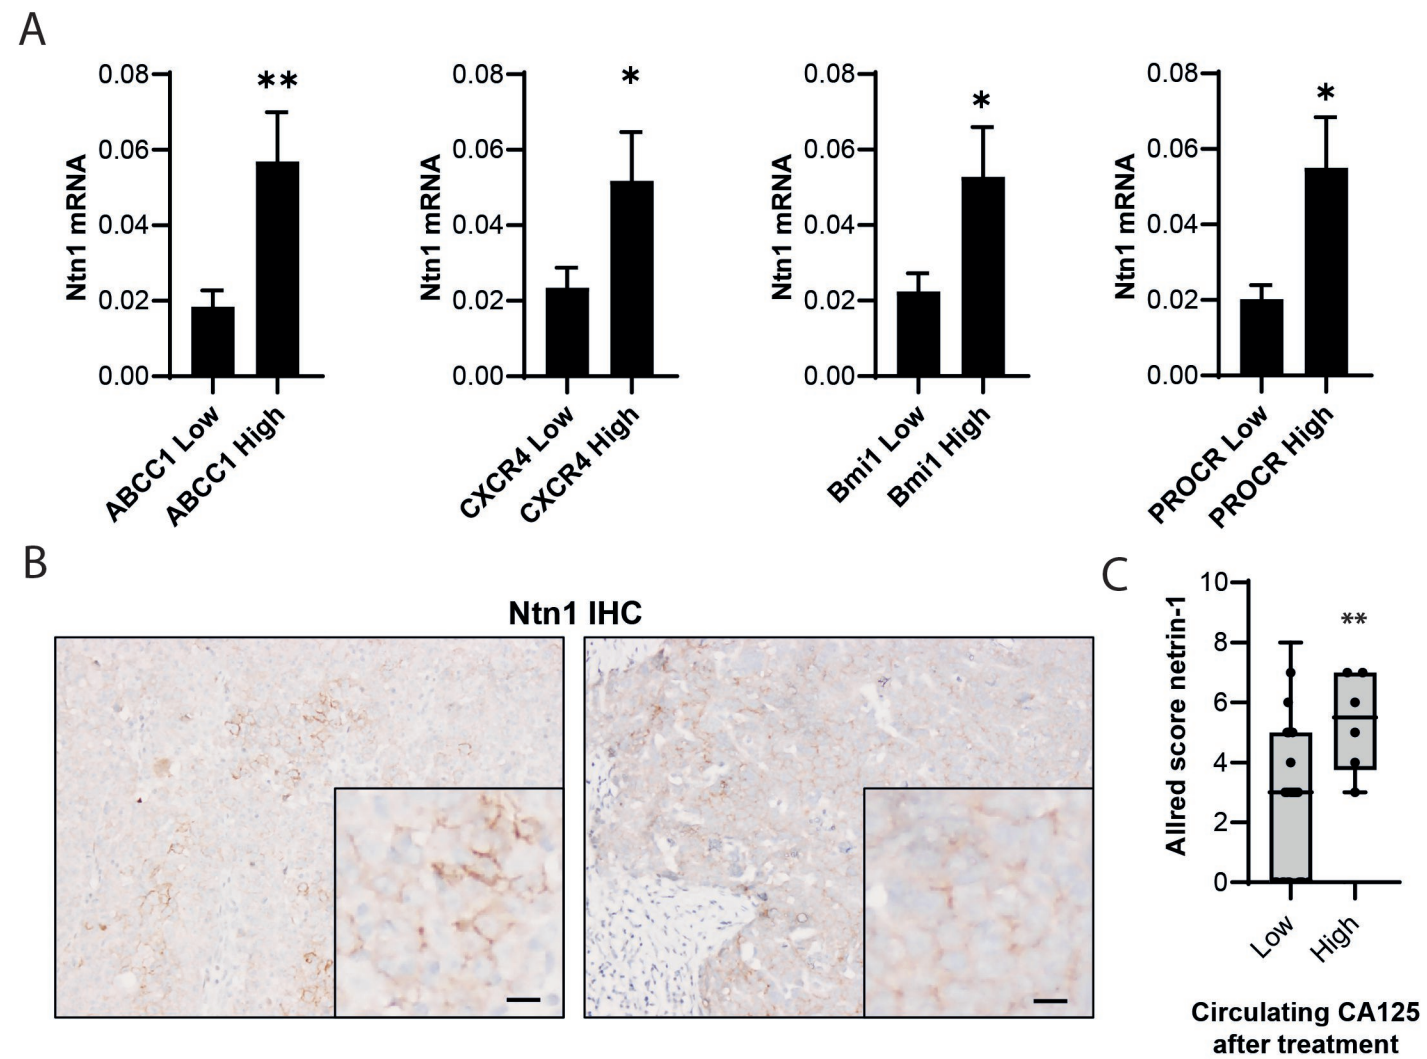 A
0.08
0.06
0.04
0.02
0.00
Ntn1 mRNA
**
ABCC1 Low
ABCC1 High
0.08
0.06
0.04
0.02
0.00
Ntn1 mRNA
*
CXCR4 Low
CXCR4 High
0.08
0.06
0.04
0.02
0.00
Ntn1 mRNA
*
Bmi1 Low
Bmi1 High
0.08
0.06
0.04
0.02
0.00
Ntn1 mRNA
*
PROCR Low
PROCR High
B
Ntn1 IHC
C
10
8
6
4
2
0
Allred score netrin-1
**
Low
High
Circulating CA125
after treatment